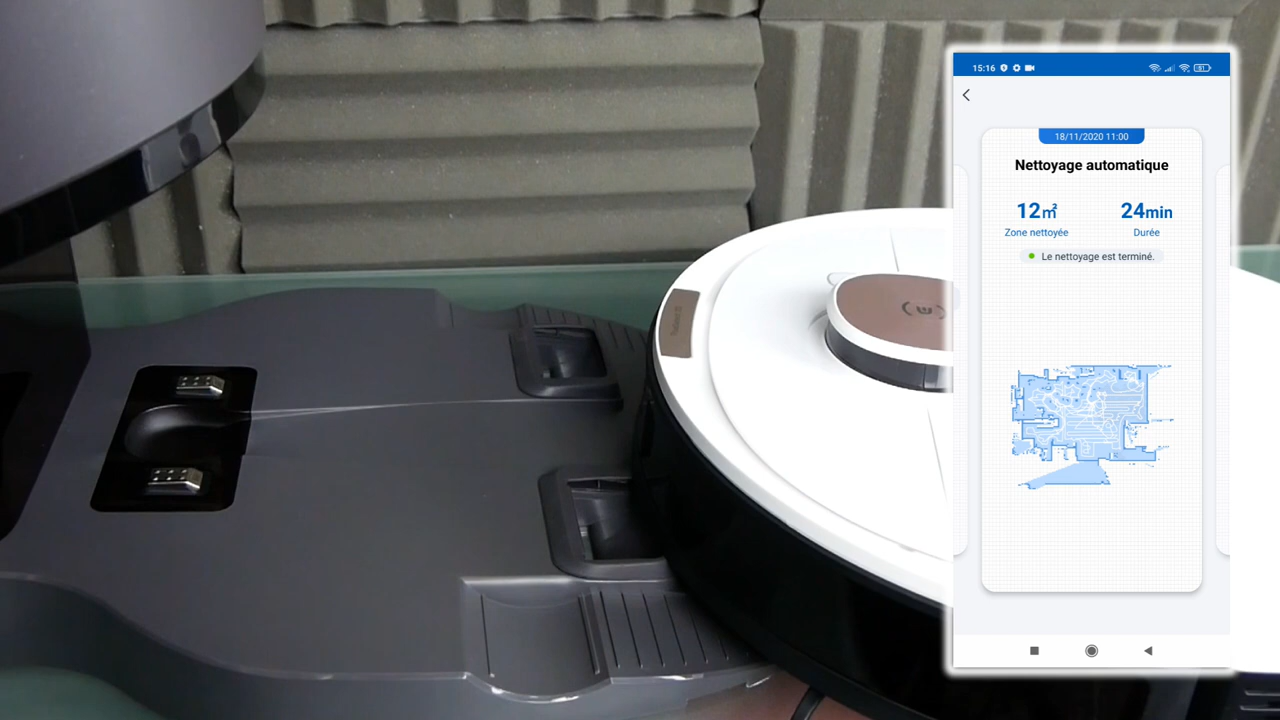 15:16
18/11/2020 11:00
Nettoyage automatique
12㎡
24min
Zone nettoyée
Durée
Le nettoyage est terminé.